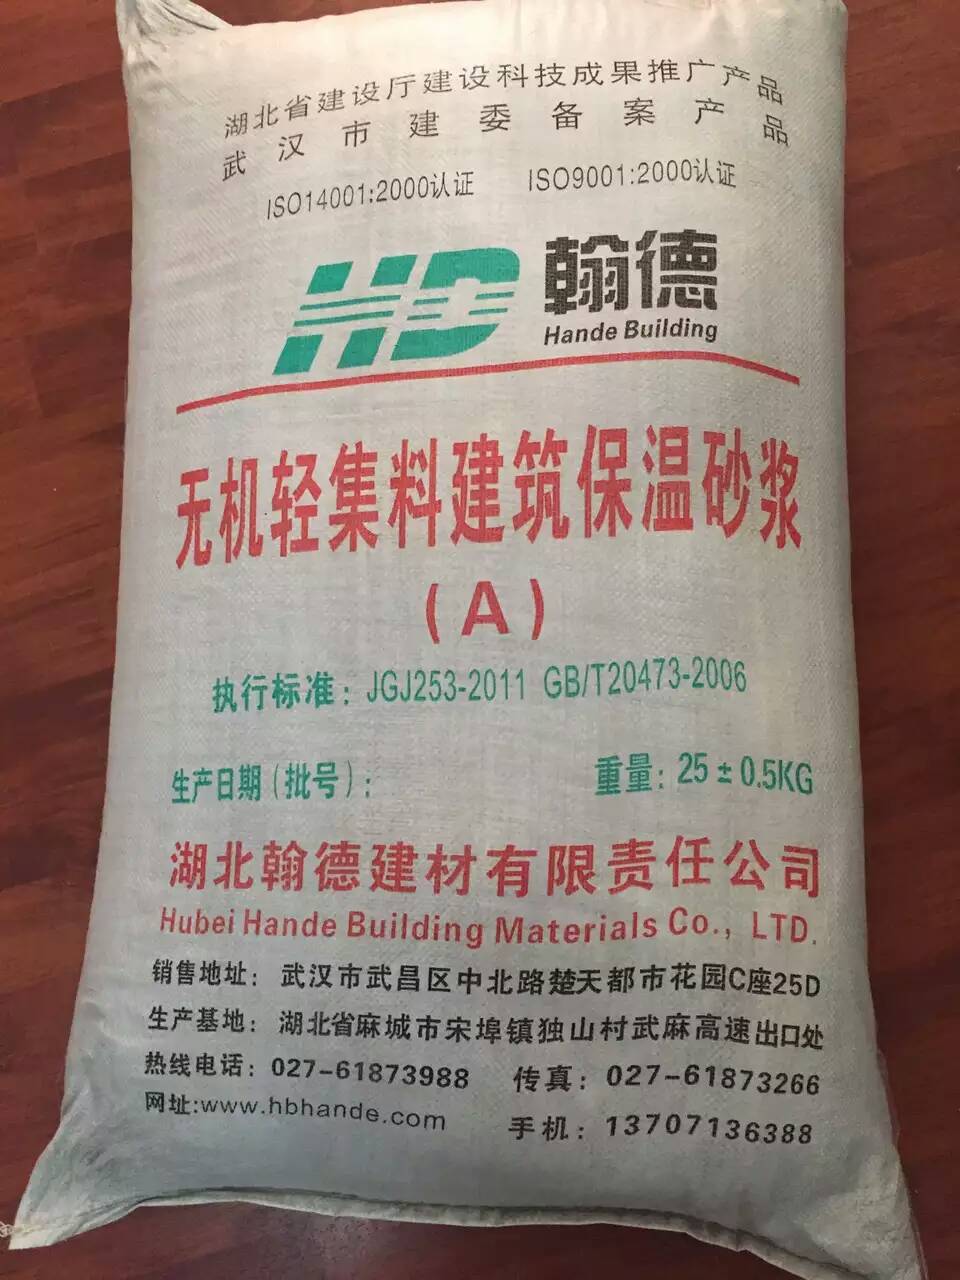 湖北省建设厅建设科技成果推广产品
武汉市建委备案产品
ISO14001:2000认证 ISO9001:2000认证
HD 翰德
Hande Building
无机轻集料建筑保温砂浆
(A)
执行标准：JGJ253-2011 GB/T20473-2006
生产日期(批号)： 重量：25±0.5KG
湖北翰德建材有限责任公司
Hubei Hande Building Materials Co., LTD.
销售地址：武汉市武昌区中北路楚天都市花园C座25D
生产基地：湖北省麻城市宋埠镇独山村武麻高速出口处
热线电话：027-61873988 传真：027-61873266
网址:www.hbhande.com 手机：13707136388